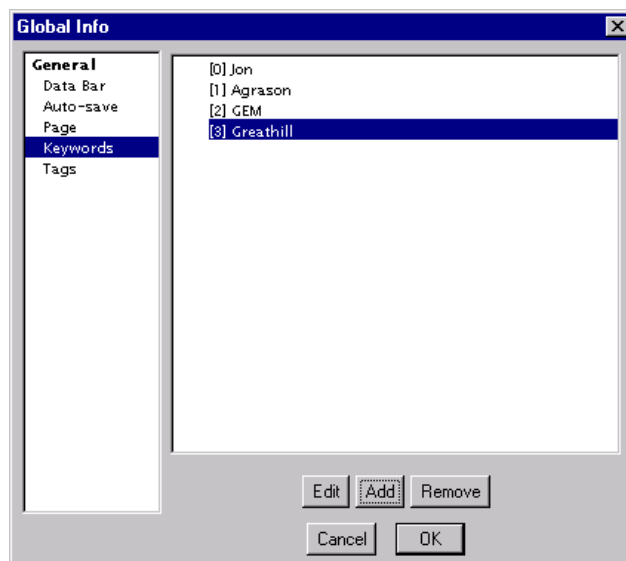 Global Info
General
Data Bar
Auto-save
Page
Keywords
Tags
[0] Jon
[1] Agrason
[2] GEM
[3] Greathill
Edit Add Remove
Cancel OK